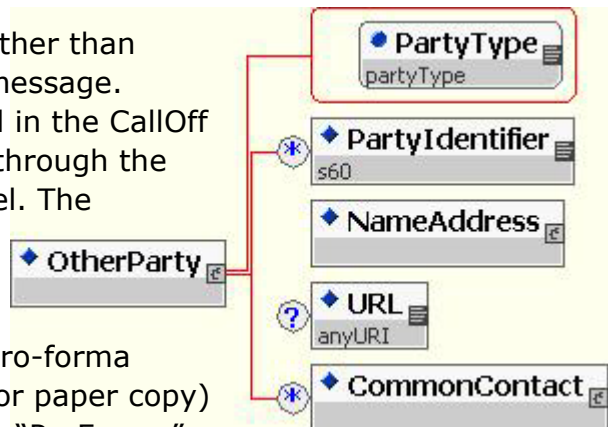 ther than
message.
in the CallOff
through the
el. The
ro-forma
or paper copy)
PartyType
partyType
*
PartyIdentifier
s60
NameAddress
OtherParty
?
URL
anyURI
*
CommonContact